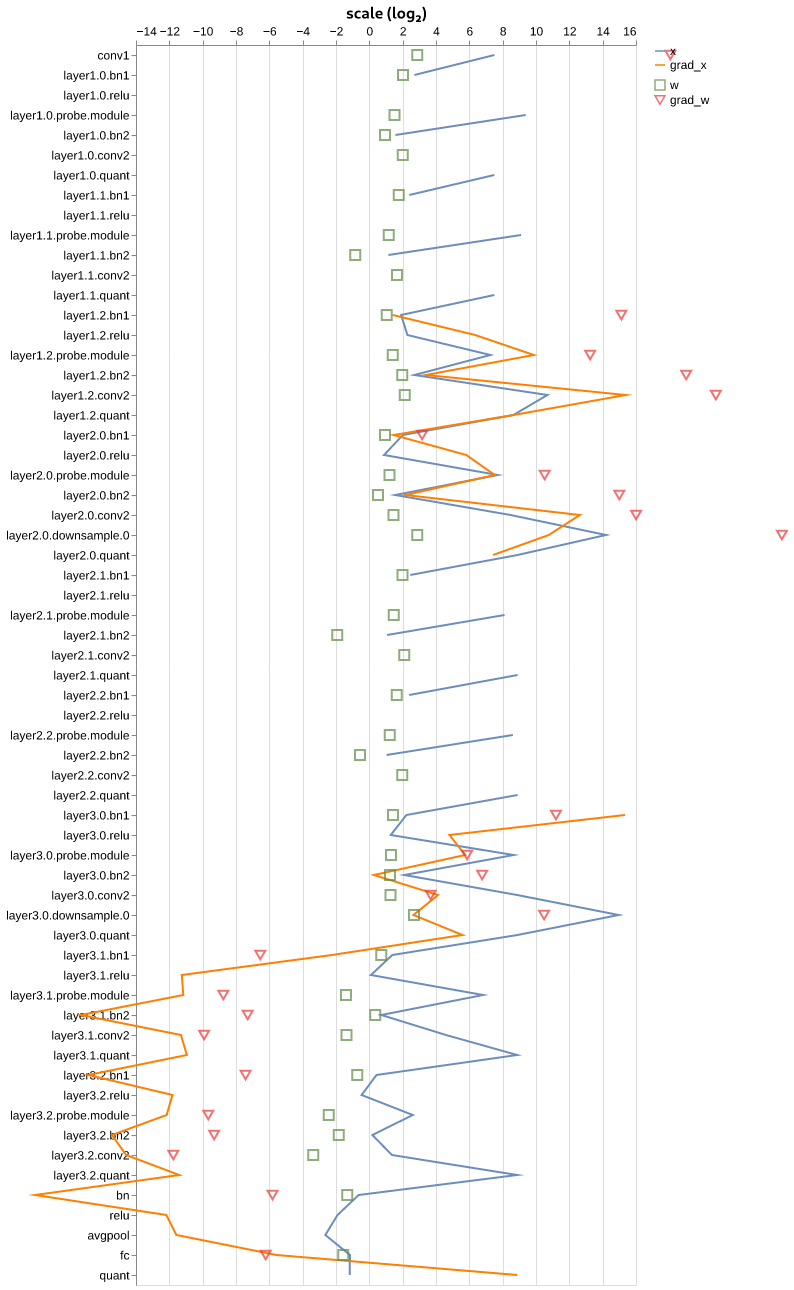 scale (log₂)
−14 −12 −10 −8 −6 −4 −2 0 2 4 6 8 10 12 14 16
conv1
layer1.0.bn1
layer1.0.relu
layer1.0.probe.module
layer1.0.bn2
layer1.0.conv2
layer1.0.quant
layer1.1.bn1
layer1.1.relu
layer1.1.probe.module
layer1.1.bn2
layer1.1.conv2
layer1.1.quant
layer1.2.bn1
layer1.2.relu
layer1.2.probe.module
layer1.2.bn2
layer1.2.conv2
layer1.2.quant
layer2.0.bn1
layer2.0.relu
layer2.0.probe.module
layer2.0.bn2
layer2.0.conv2
layer2.0.downsample.0
layer2.0.quant
layer2.1.bn1
layer2.1.relu
layer2.1.probe.module
layer2.1.bn2
layer2.1.conv2
layer2.1.quant
layer2.2.bn1
layer2.2.relu
layer2.2.probe.module
layer2.2.bn2
layer2.2.conv2
layer2.2.quant
layer3.0.bn1
layer3.0.relu
layer3.0.probe.module
layer3.0.bn2
layer3.0.conv2
layer3.0.downsample.0
layer3.0.quant
layer3.1.bn1
layer3.1.relu
layer3.1.probe.module
layer3.1.bn2
layer3.1.conv2
layer3.1.quant
layer3.2.bn1
layer3.2.relu
layer3.2.probe.module
layer3.2.bn2
layer3.2.conv2
layer3.2.quant
bn
relu
avgpool
fc
quant
x
grad_x
w
grad_w